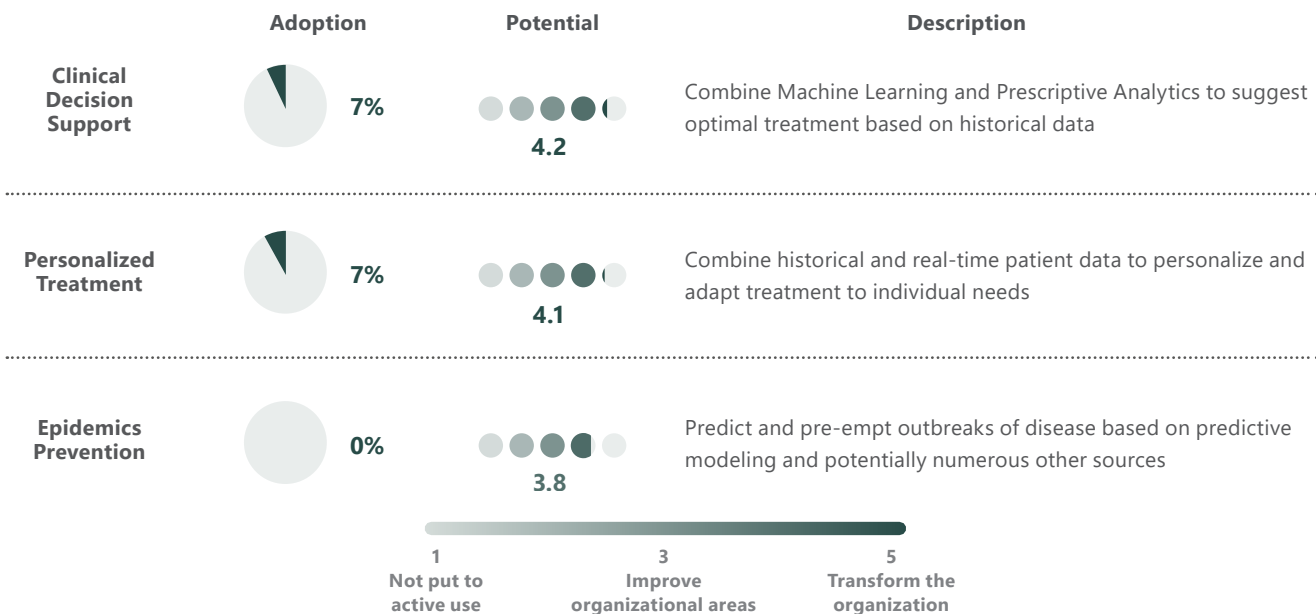 Adoption Potential Description
Clinical
Decision
Support
7%
4.2
Combine Machine Learning and Prescriptive Analytics to suggest
optimal treatment based on historical data
Personalized
Treatment
7%
4.1
Combine historical and real-time patient data to personalize and
adapt treatment to individual needs
Epidemics
Prevention
0%
3.8
Predict and pre-empt outbreaks of disease based on predictive
modeling and potentially numerous other sources
1
Not put to
active use
3
Improve
organizational areas
5
Transform the
organization